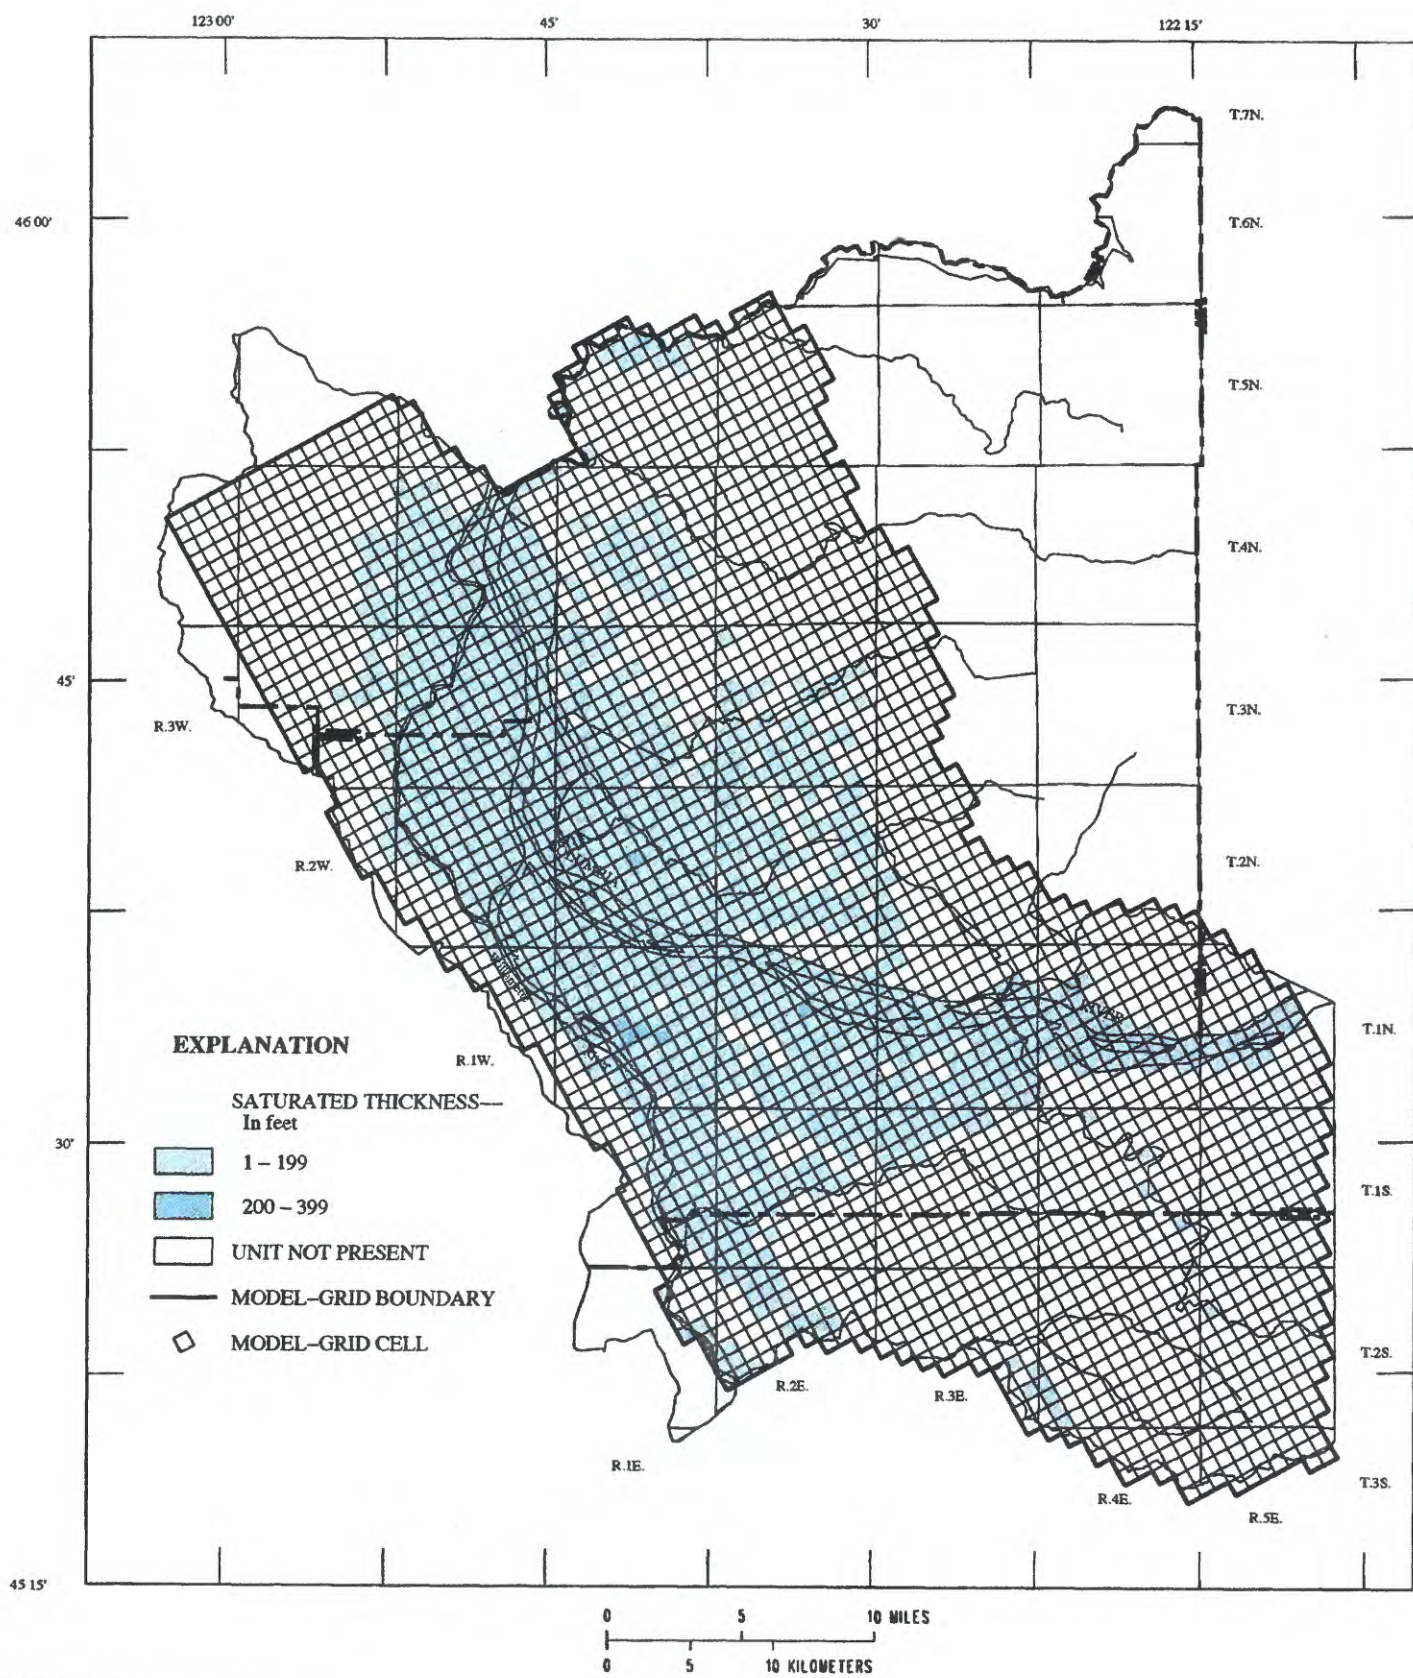 123 00'
45'
30'
122 15'
T.7N.
46 00'
T.6N.
T.5N.
T.4N.
45'
R.3W.
T.3N.
R.2W.
COLUMBIA
T.2N.
RIVER
EXPLANATION
R.1W.
T.1N.
SATURATED THICKNESS—
In feet
30'
1 – 199
T.1S.
200 – 399
UNIT NOT PRESENT
MODEL–GRID BOUNDARY
MODEL–GRID CELL
T.2S.
R.2E.
R.3E.
R.1E.
T.3S.
R.4E.
R.5E.
45 15'
0 5 10 MILES
0 5 10 KILOMETERS